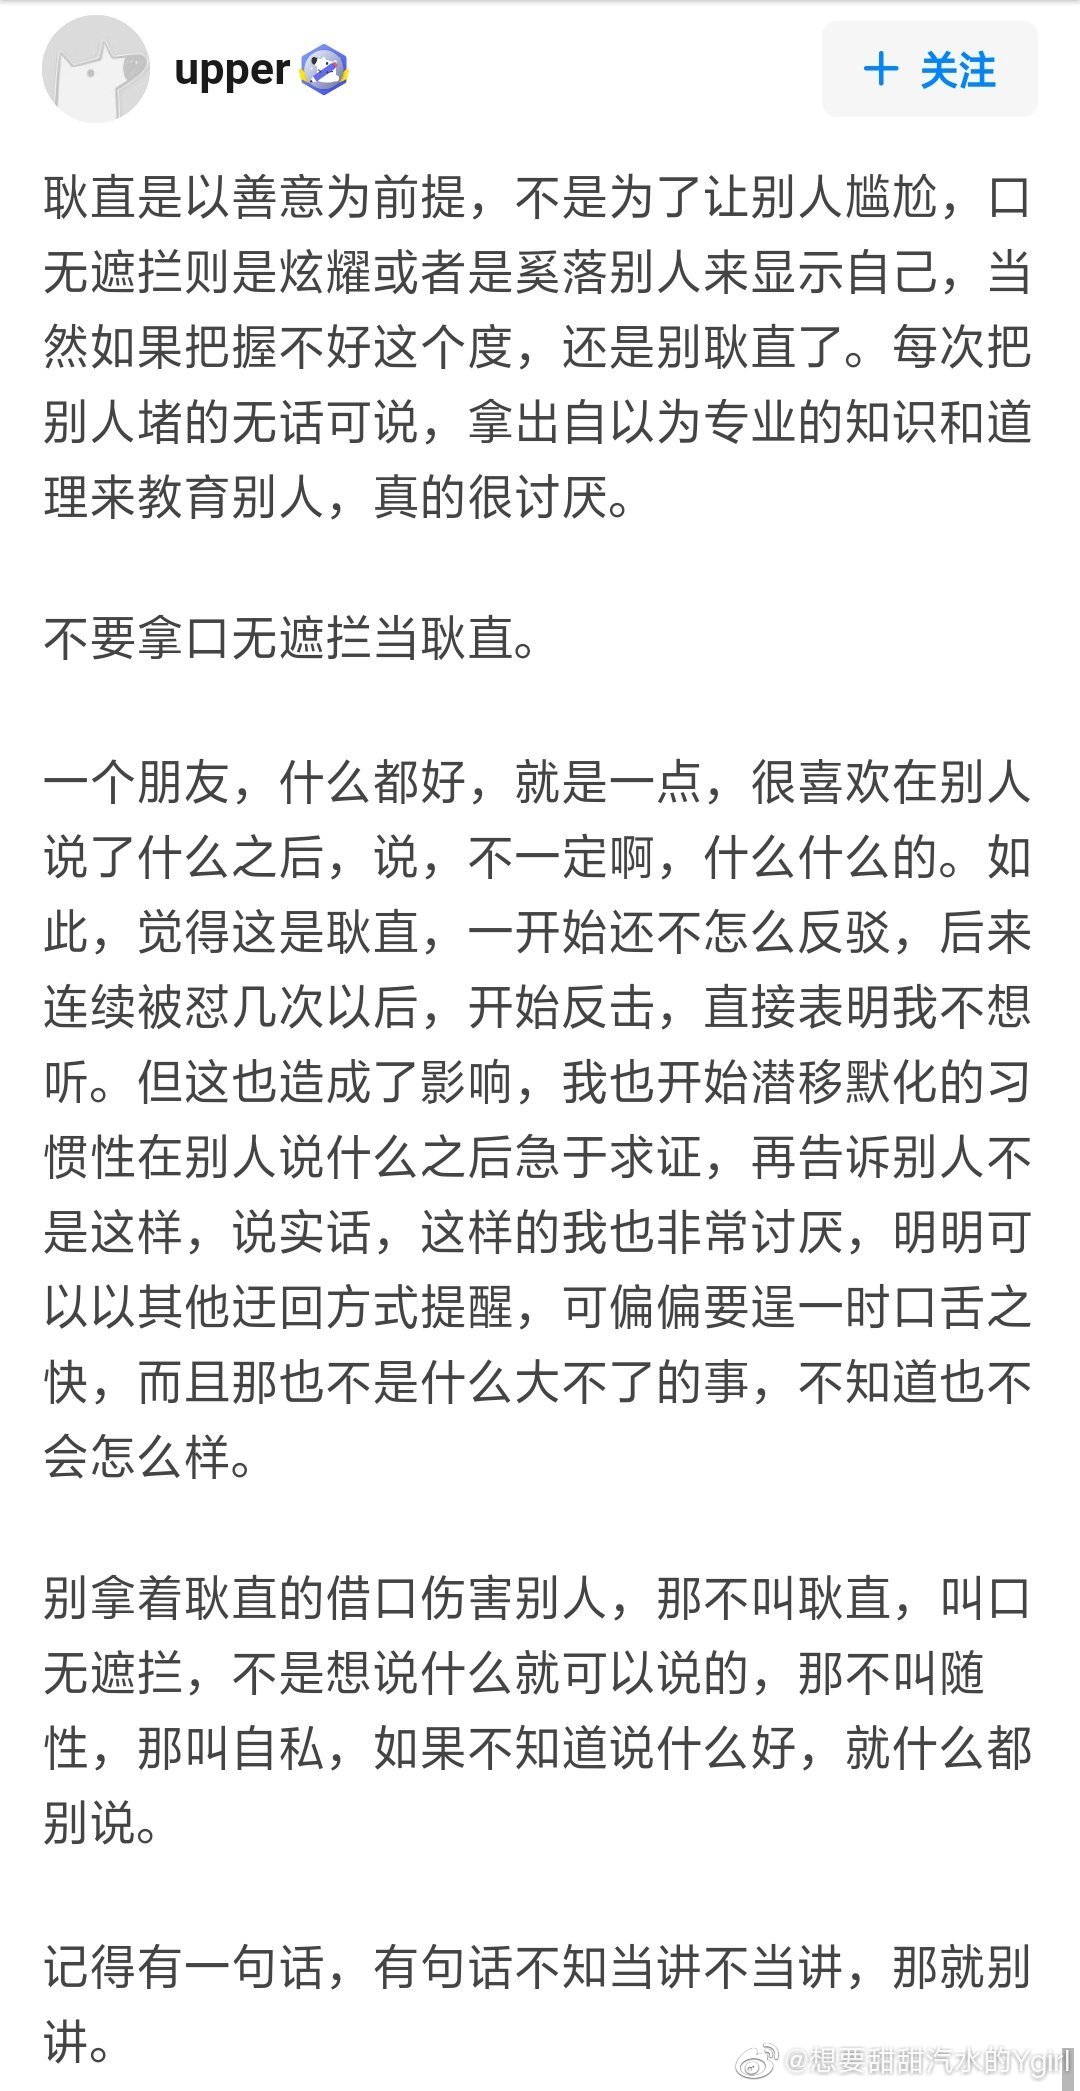 upper
+ 关注
耿直是以善意为前提，不是为了让别人尴尬，口
无遮拦则是炫耀或者是奚落别人来显示自己，当
然如果把握不好这个度，还是别耿直了。每次把
别人堵的无话可说，拿出自以为专业的知识和道
理来教育别人，真的很讨厌。
不要拿口无遮拦当耿直。
一个朋友，什么都好，就是一点，很喜欢在别人
说了什么之后，说，不一定啊，什么什么的。如
此，觉得这是耿直，一开始还不怎么反驳，后来
连续被怼几次以后，开始反击，直接表明我不想
听。但这也造成了影响，我也开始潜移默化的习
惯性在别人说什么之后急于求证，再告诉别人不
是这样，说实话，这样的我也非常讨厌，明明可
以以其他迂回方式提醒，可偏偏要逞一时口舌之
快，而且那也不是什么大不了的事，不知道也不
会怎么样。
别拿着耿直的借口伤害别人，那不叫耿直，叫口
无遮拦，不是想说什么就可以说的，那不叫随
性，那叫自私，如果不知道说什么好，就什么都
别说。
记得有一句话，有句话不知当讲不当讲，那就别
讲。
@想要甜甜汽水的Ygirl